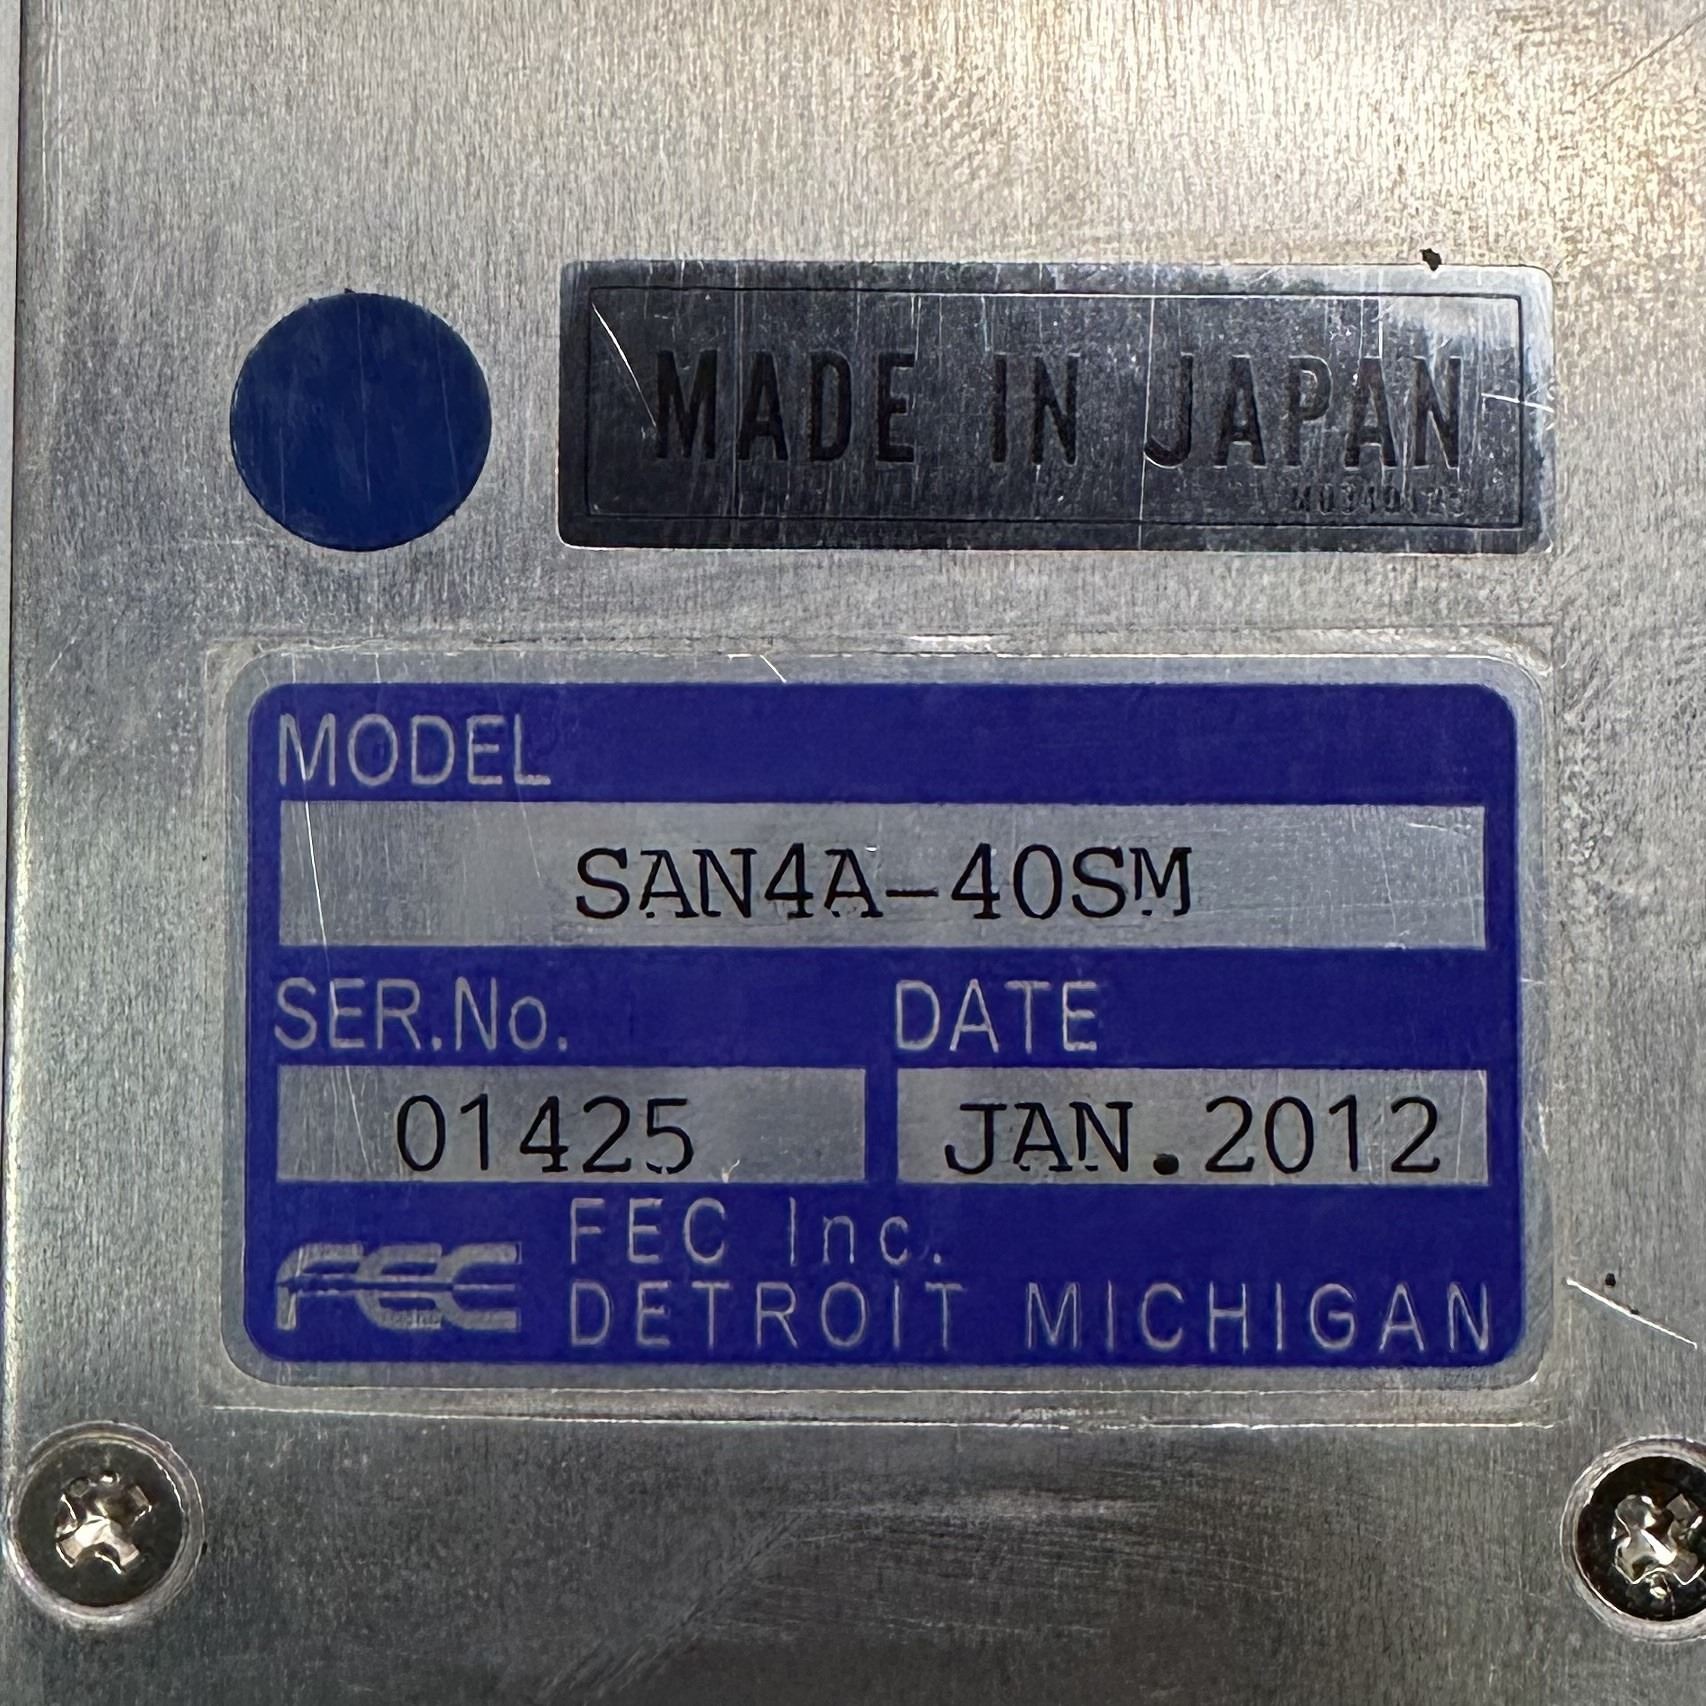 MADE IN JAPAN
MODEL
SAN4A-40SM
SER.No. DATE
01425 JAN.2012
FEC FEC Inc.
DETROIT MICHIGAN